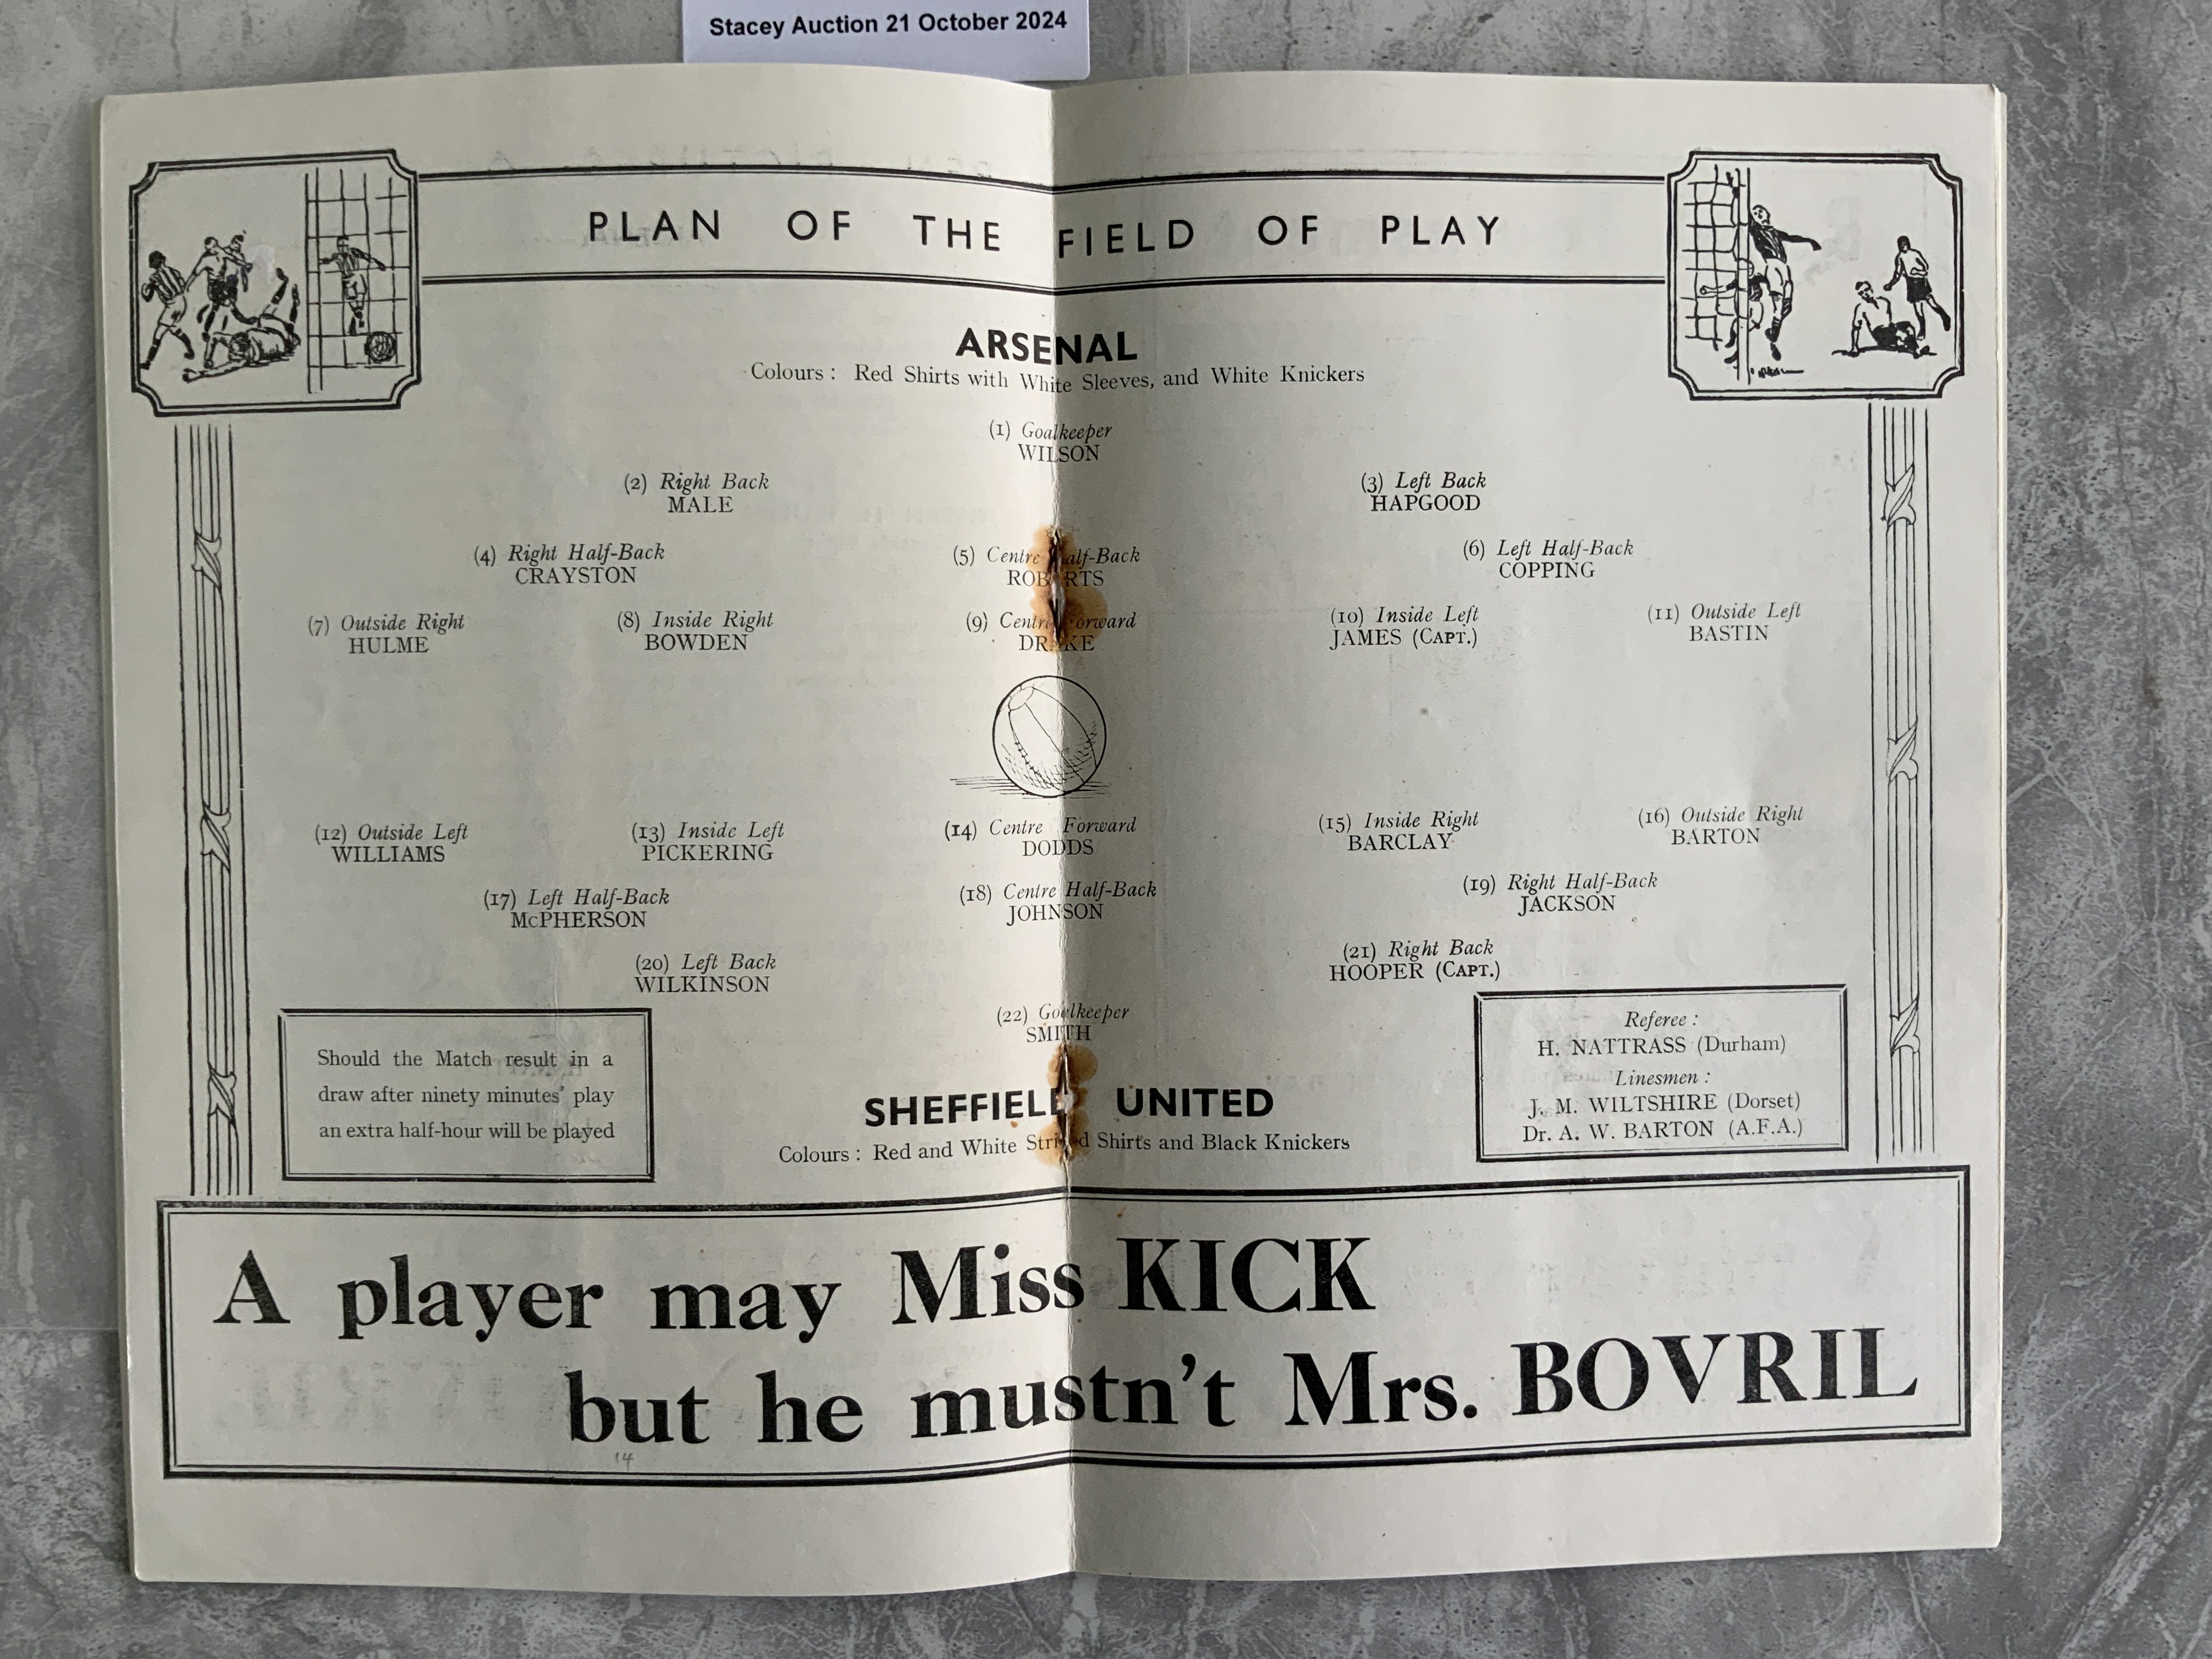 Stacey Auction 21 October 2024
PLAN OF THE FIELD OF PLAY
ARSENAL
Colours : Red Shirts with White Sleeves, and White Knickers
(1) Goalkeeper
WILSON
(2) Right Back
MALE
(3) Left Back
HAPGOOD
(4) Right Half-Back
CRAYSTON
(5) Centre Half-Back
ROBERTS
(6) Left Half-Back
COPPING
(7) Outside Right
HULME
(8) Inside Right
BOWDEN
(9) Centre Forward
DRAKE
(10) Inside Left
JAMES (CAPT.)
(11) Outside Left
BASTIN
(12) Outside Left
WILLIAMS
(13) Inside Left
PICKERING
(14) Centre Forward
DODDS
(15) Inside Right
BARCLAY
(16) Outside Right
BARTON
(17) Left Half-Back
McPHERSON
(18) Centre Half-Back
JOHNSON
(19) Right Half-Back
JACKSON
(20) Left Back
WILKINSON
(21) Right Back
HOOPER (CAPT.)
(22) Goalkeeper
SMITH
SHEFFIELD UNITED
Colours : Red and White Striped Shirts and Black Knickers
Should the Match result in a
draw after ninety minutes' play
an extra half-hour will be played
Referee :
H. NATTRASS (Durham)
Linesmen :
J. M. WILTSHIRE (Dorset)
Dr. A. W. BARTON (A.F.A.)
A player may Miss KICK
but he mustn't Mrs. BOVRIL
14